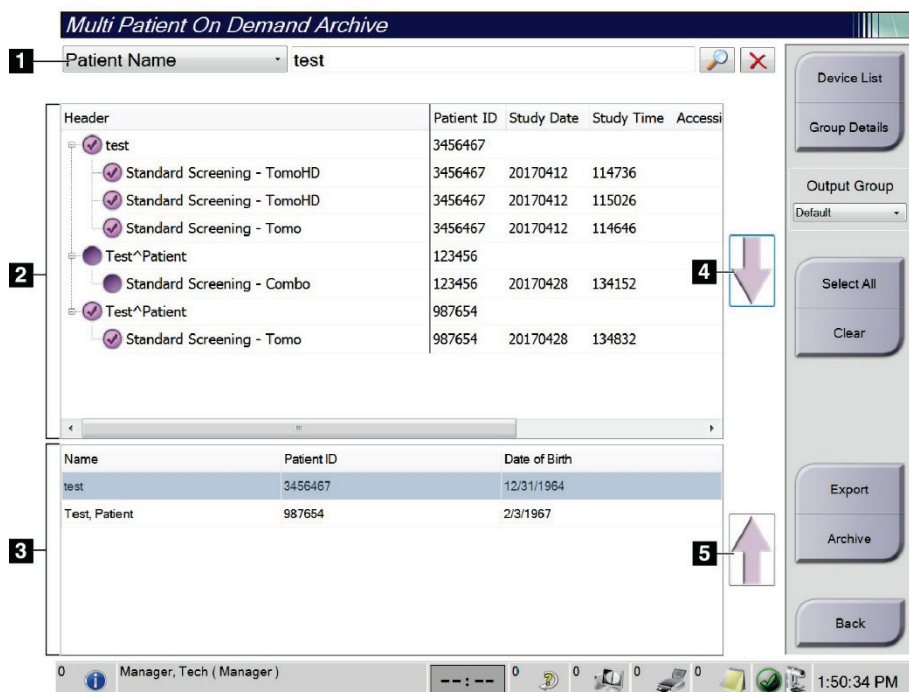 Multi Patient On Demand Archive
1 Patient Name test
Device List
Group Details
Output Group
Default
Select All
Clear
Export
Archive
Back
2
Header Patient ID Study Date Study Time Accessi
test 3456467
Standard Screening - TomoHD 3456467 20170412 114736
Standard Screening - TomoHD 3456467 20170412 115026
Standard Screening - Tomo 3456467 20170412 114646
Test^Patient 123456
Standard Screening - Combo 123456 20170428 134152
Test^Patient 987654
Standard Screening - Tomo 987654 20170428 134832
4
3
Name Patient ID Date of Birth
test 3456467 12/31/1964
Test, Patient 987654 2/3/1967
5
0 Manager, Tech ( Manager ) --:-- 0 0 0 0 1:50:34 PM